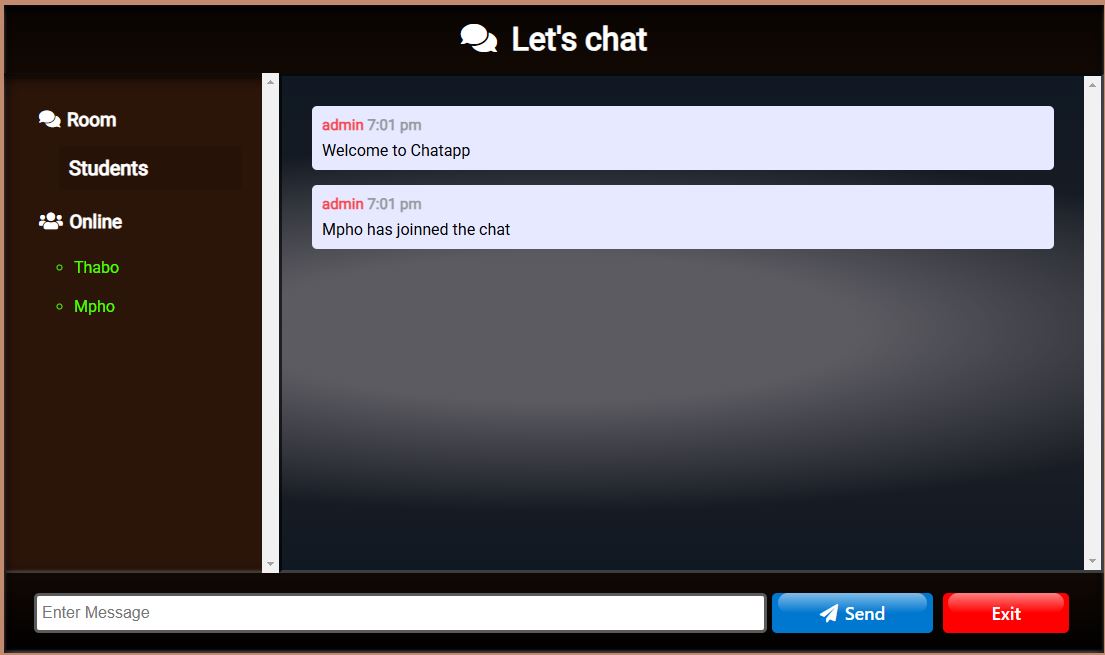 Let's chat
Room
Students
Online
Thabo
Mpho
admin 7:01 pm
Welcome to Chatapp
admin 7:01 pm
Mpho has joinned the chat
Enter Message
Send
Exit